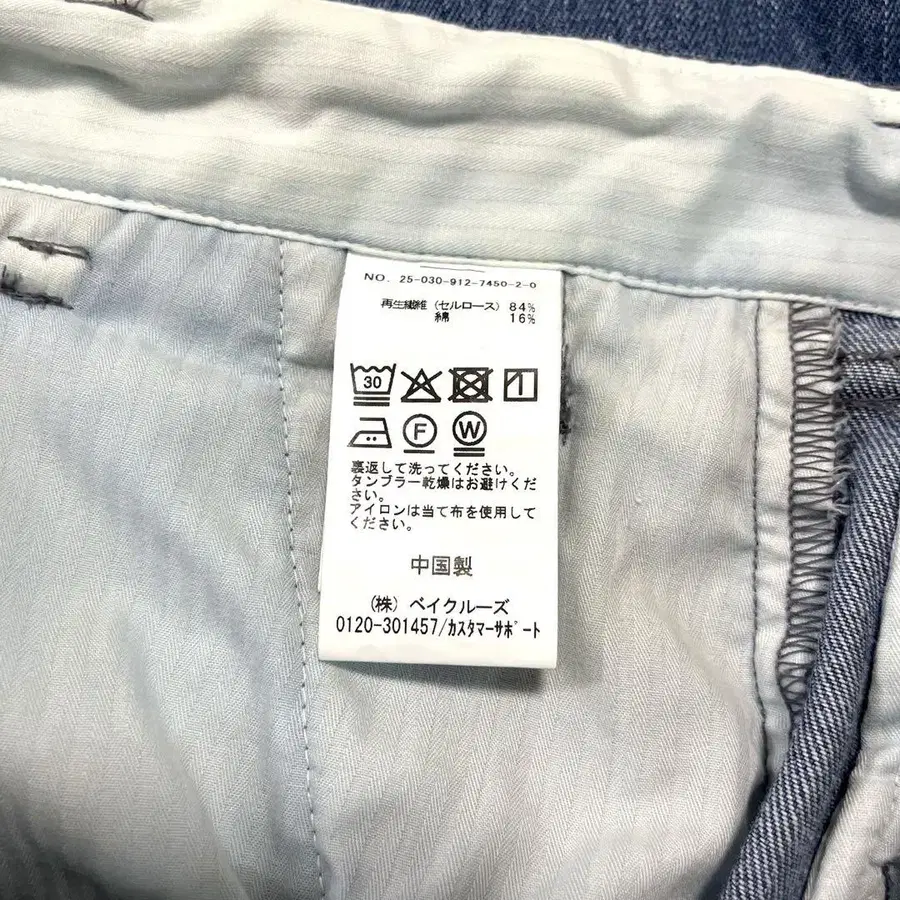 NO. 25-030-912-7450-2-0
再生繊維 (セルロース) 84%
綿 16%
30
F W
裏返して洗ってください。
タンブラー乾燥はお避けくだ
さい。
アイロンは当て布を使用して
ください。
中国製
(株) ベイクルーズ
0120-301457/カスタマーサポート